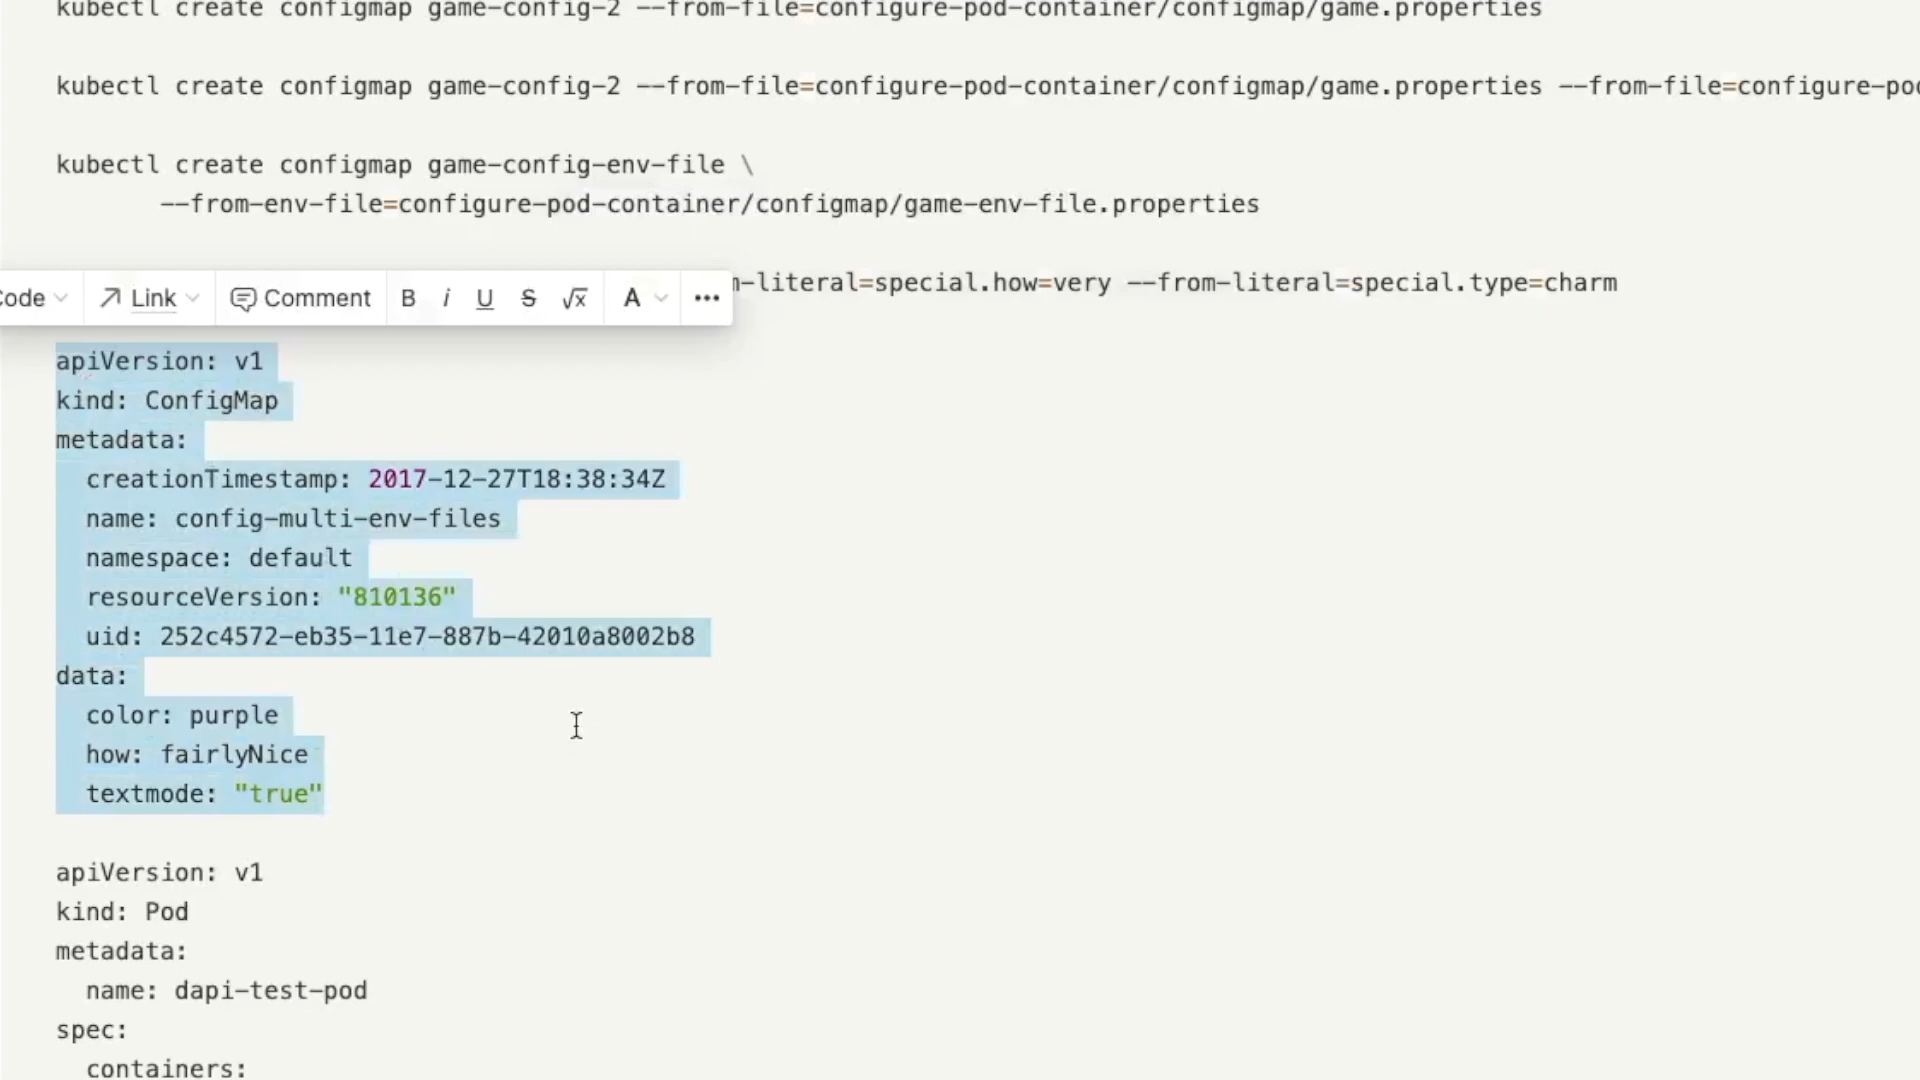 kubectl create configmap game-config-2 --from-file=configure-pod-container/configmap/game.properties
kubectl create configmap game-config-2 --from-file=configure-pod-container/configmap/game.properties --from-file=configure-po
kubectl create configmap game-config-env-file \
--from-env-file=configure-pod-container/configmap/game-env-file.properties
-literal=special.how=very --from-literal=special.type=charm
Code Link Comment B i U S √x A •••
apiVersion: v1
kind: ConfigMap
metadata:
creationTimestamp: 2017-12-27T18:38:34Z
name: config-multi-env-files
namespace: default
resourceVersion: "810136"
uid: 252c4572-eb35-11e7-887b-42010a8002b8
data:
color: purple
how: fairlyNice
textmode: "true"
apiVersion: v1
kind: Pod
metadata:
name: dapi-test-pod
spec:
containers: